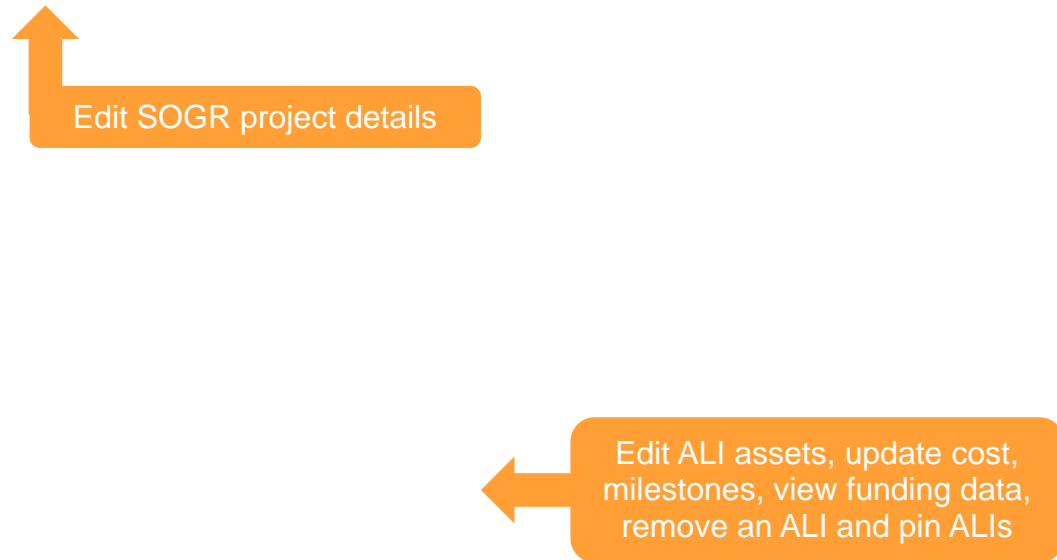 Edit SOGR project details
Edit ALI assets, update cost,
milestones, view funding data,
remove an ALI and pin ALIs